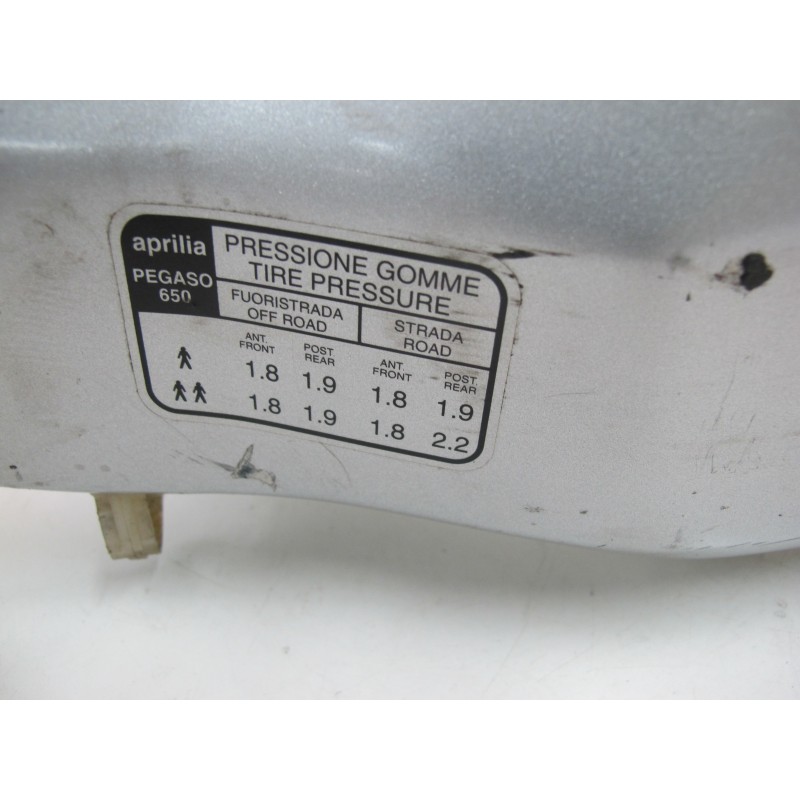 aprilia
PEGASO
650
PRESSIONE GOMME
TIRE PRESSURE
FUORISTRADA
OFF ROAD
STRADA
ROAD
ANT. FRONT
POST. REAR
ANT. FRONT
POST. REAR
1.8 1.9 1.8 1.9
1.8 1.9 1.8 2.2